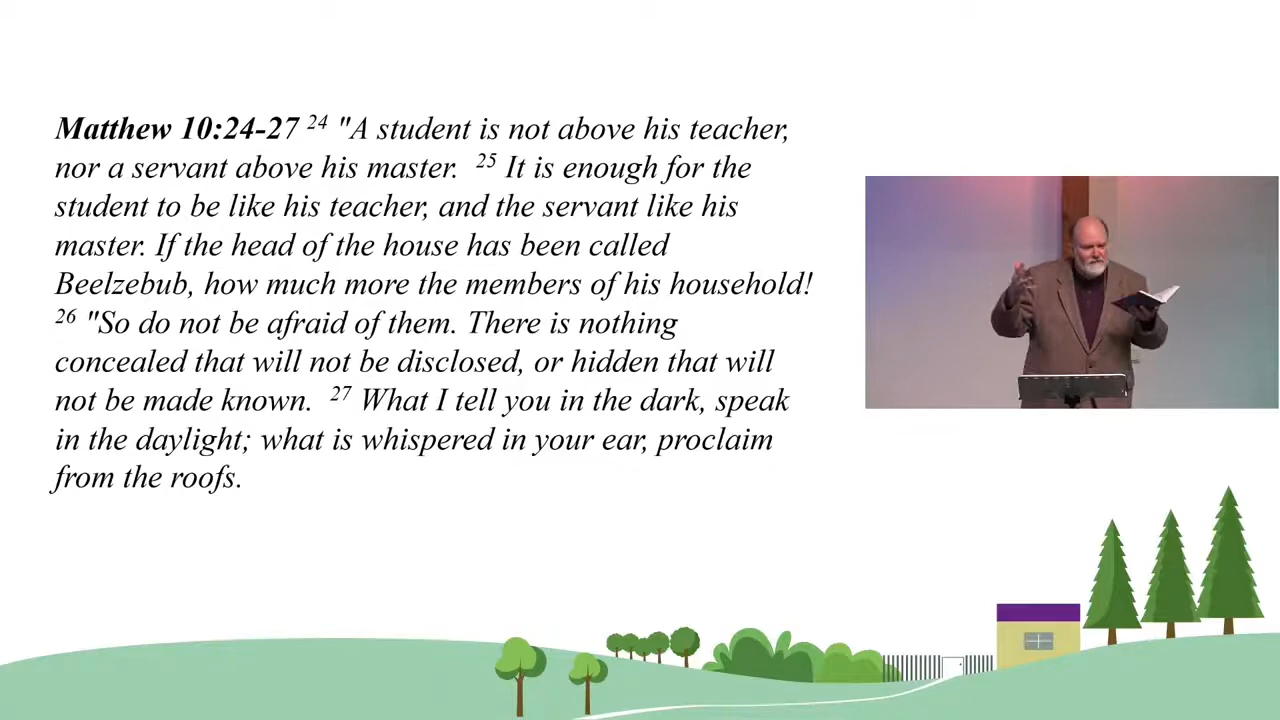 Matthew 10:24-27 24 "A student is not above his teacher,
nor a servant above his master. 25 It is enough for the
student to be like his teacher, and the servant like his
master. If the head of the house has been called
Beelzebub, how much more the members of his household!
26 "So do not be afraid of them. There is nothing
concealed that will not be disclosed, or hidden that will
not be made known. 27 What I tell you in the dark, speak
in the daylight; what is whispered in your ear, proclaim
from the roofs.